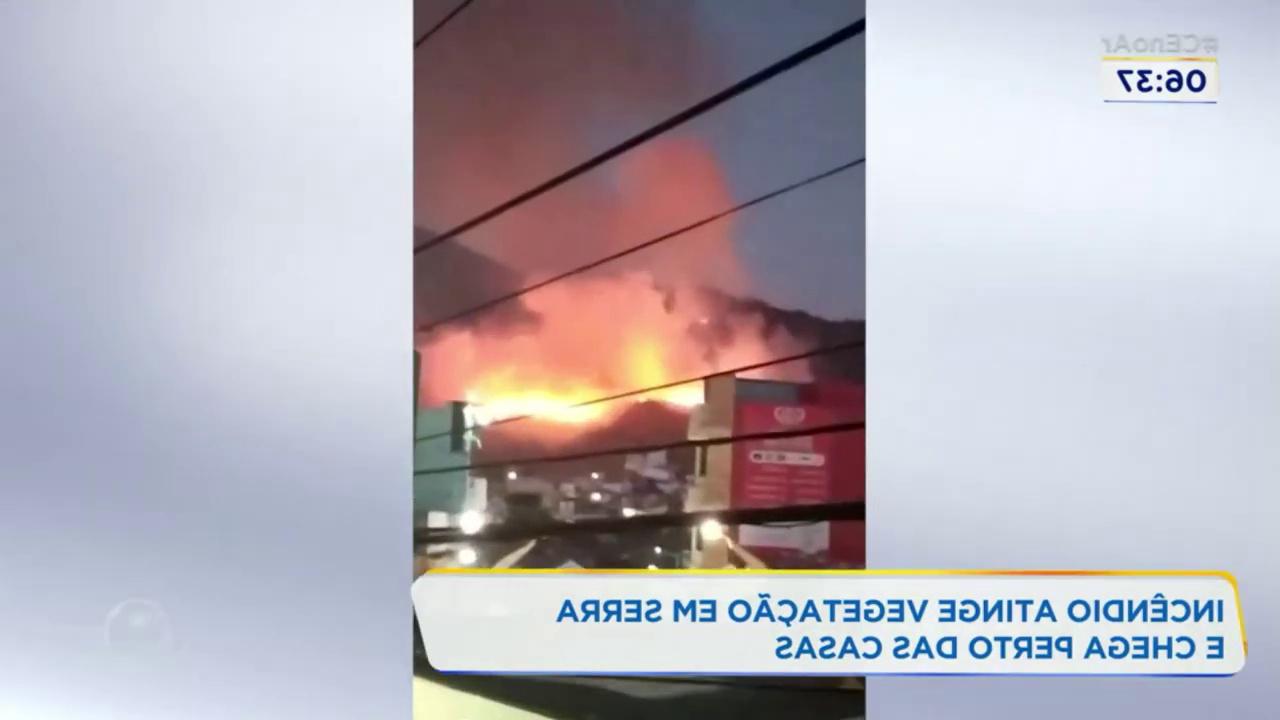 #CEnoAr
06:37
INCÊNDIO ATINGE VEGETAÇÃO EM SERRA
E CHEGA PERTO DAS CASAS